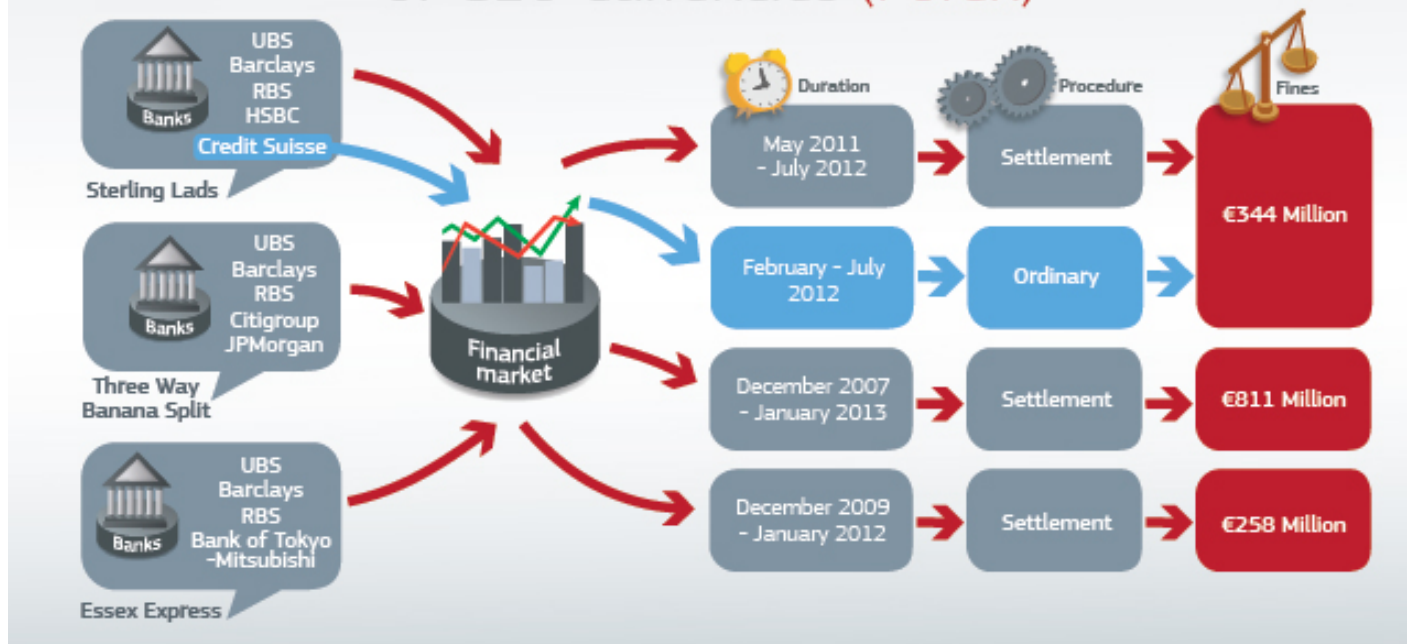 UBS
Barclays
RBS
HSBC
Credit Suisse
Banks
Sterling Lads
UBS
Barclays
RBS
Citigroup
JPMorgan
Banks
Three Way
Banana Split
UBS
Barclays
RBS
Bank of Tokyo
-Mitsubishi
Banks
Essex Express
Financial
market
Duration
Procedure
Fines
May 2011
- July 2012
Settlement
€344 Million
February - July
2012
Ordinary
December 2007
- January 2013
Settlement
€811 Million
December 2009
- January 2012
Settlement
€258 Million